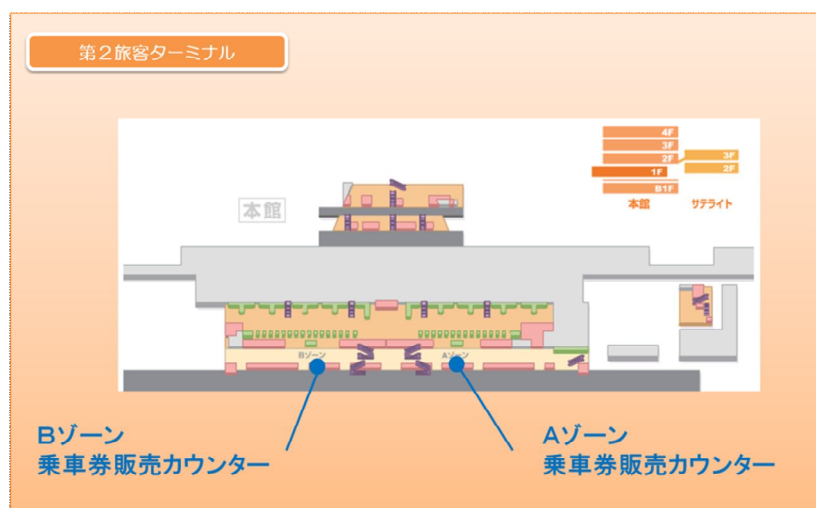 第2旅客ターミナル
4F
3F
2F
1F
B1F
本館
3F
2F
サテライト
本館
Bゾーン
Aゾーン
Bゾーン
乗車券販売カウンター
Aゾーン
乗車券販売カウンター